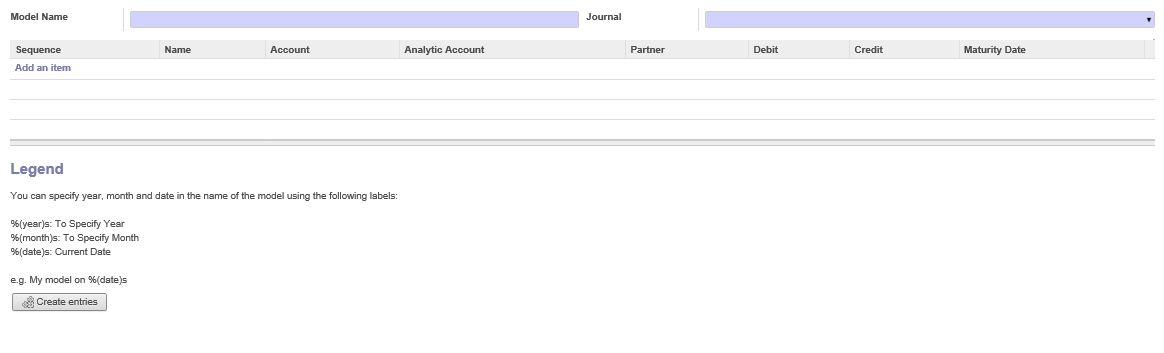 Model Name Journal
Sequence Name Account Analytic Account Partner Debit Credit Maturity Date
Add an item
Legend
You can specify year, month and date in the name of the model using the following labels:
%(year)s: To Specify Year
%(month)s: To Specify Month
%(date)s: Current Date
e.g. My model on %(date)s
Create entries